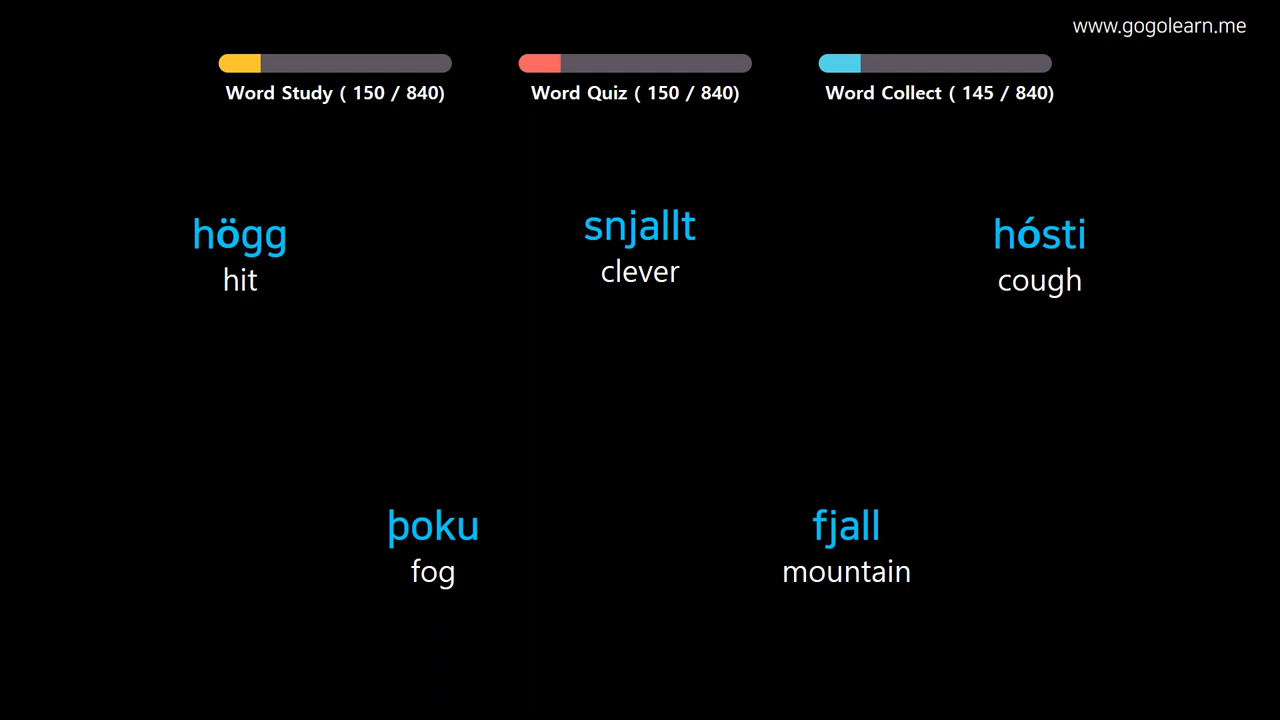 www.gogolearn.me
Word Study ( 150 / 840)
Word Quiz ( 150 / 840)
Word Collect ( 145 / 840)
högg
hit
snjallt
clever
hósti
cough
þoku
fog
fjall
mountain